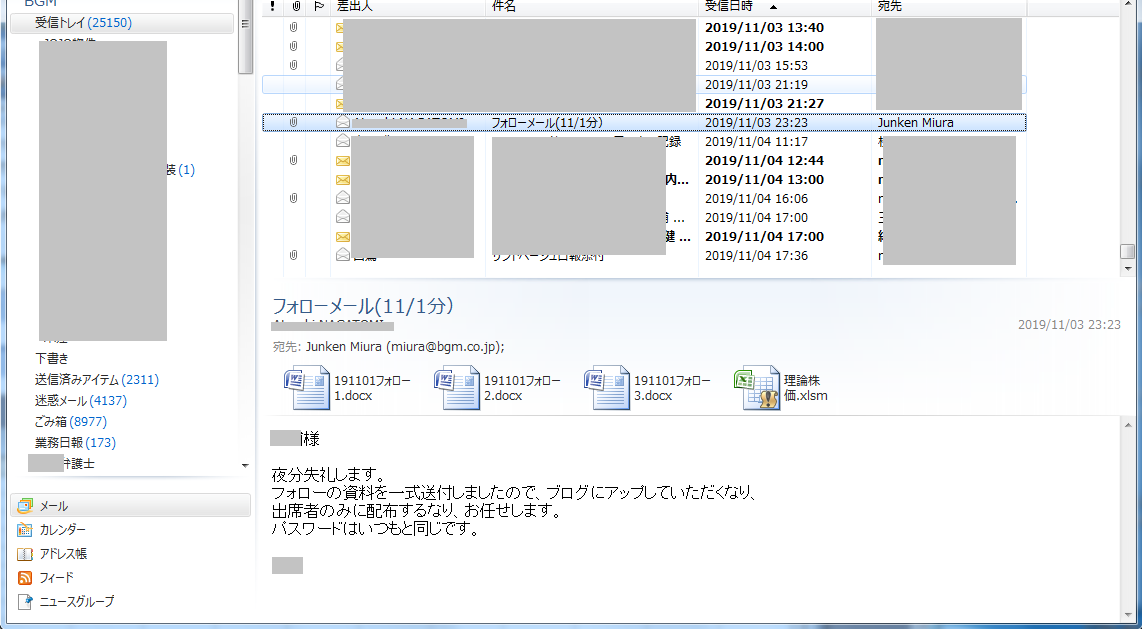 BGM
受信トレイ (25150)
装 (1)
下書き
送信済みアイテム (2311)
迷惑メール (4137)
ごみ箱 (8977)
業務日報 (173)
弁護士
メール
カレンダー
アドレス帳
フィード
ニュースグループ
! 差出人 件名 受信日時 宛先
2019/11/03 13:40
2019/11/03 14:00
2019/11/03 15:53
2019/11/03 21:19
2019/11/03 21:27
フォローメール(11/1分) 2019/11/03 23:23 Junken Miura
記録 2019/11/04 11:17
2019/11/04 12:44
内... 2019/11/04 13:00
2019/11/04 16:06
... 2019/11/04 17:00
健 ... 2019/11/04 17:00
2019/11/04 17:36
フォローメール(11/1分)
2019/11/03 23:23
宛先: Junken Miura (miura@bgm.co.jp);
191101フォロー1.docx
191101フォロー2.docx
191101フォロー3.docx
理論株価.xlsm
様
夜分失礼します。
フォローの資料を一式送付しましたので、ブログにアップしていただくなり、
出席者のみに配布するなり、お任せします。
パスワードはいつもと同じです。